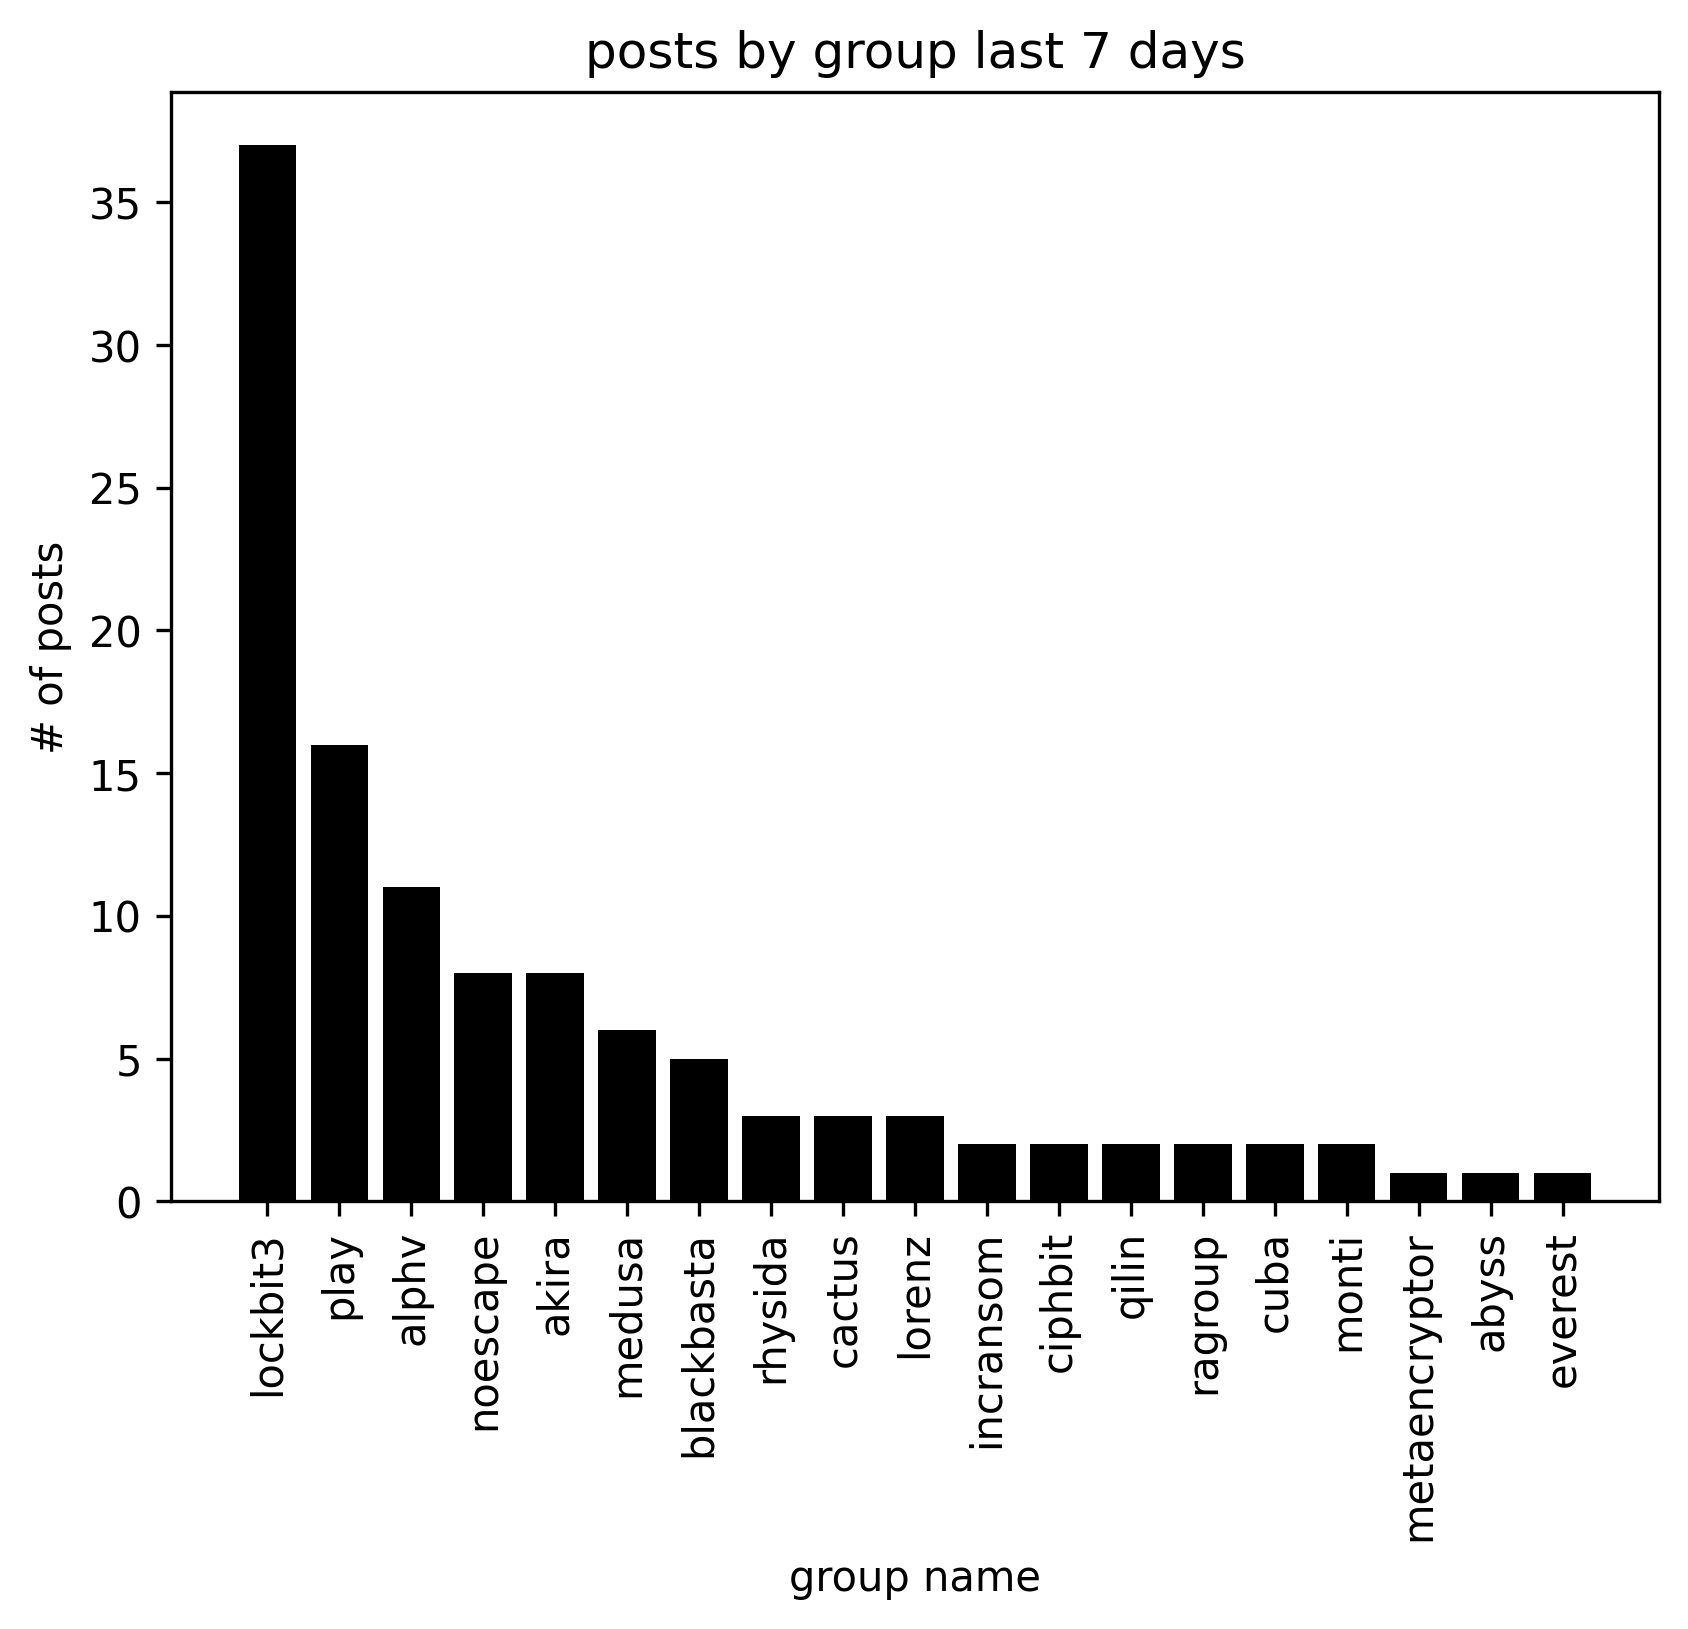 posts by group last 7 days
# of posts
35
30
25
20
15
10
5
0
lockbit3
play
alphv
noescape
akira
medusa
blackbasta
rhysida
cactus
lorenz
incransom
ciphbit
qilin
ragroup
cuba
monti
metaencryptor
abyss
everest
group name